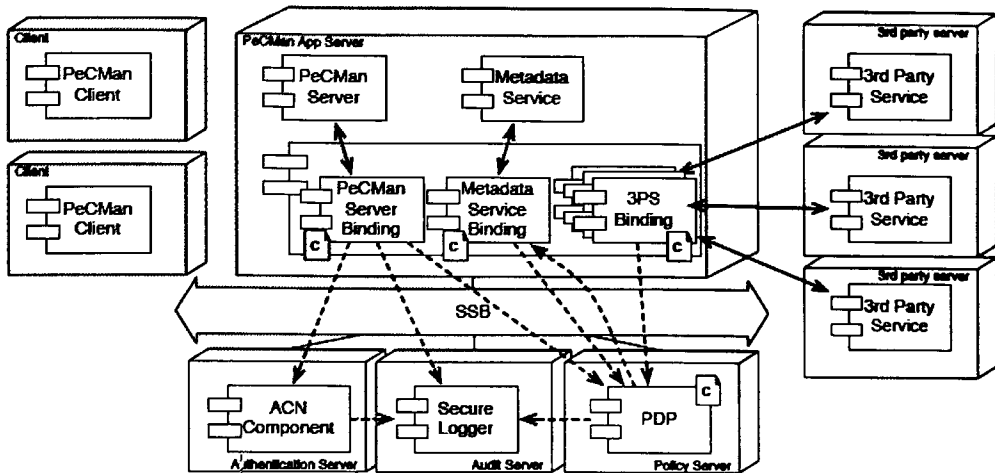 Client
PeCMan
Client
Client
PeCMan
Client
PeCMan App Server
PeCMan
Server
Metadata
Service
PeCMan
Server
Binding
C
Metadata
Service
Binding
C
3PS
Binding
C
3rd party server
3rd Party
Service
3rd party server
3rd Party
Service
3rd party server
3rd Party
Service
SSB
ACN
Component
Authentication Server
Secure
Logger
Audit Server
PDP
C
Policy Server